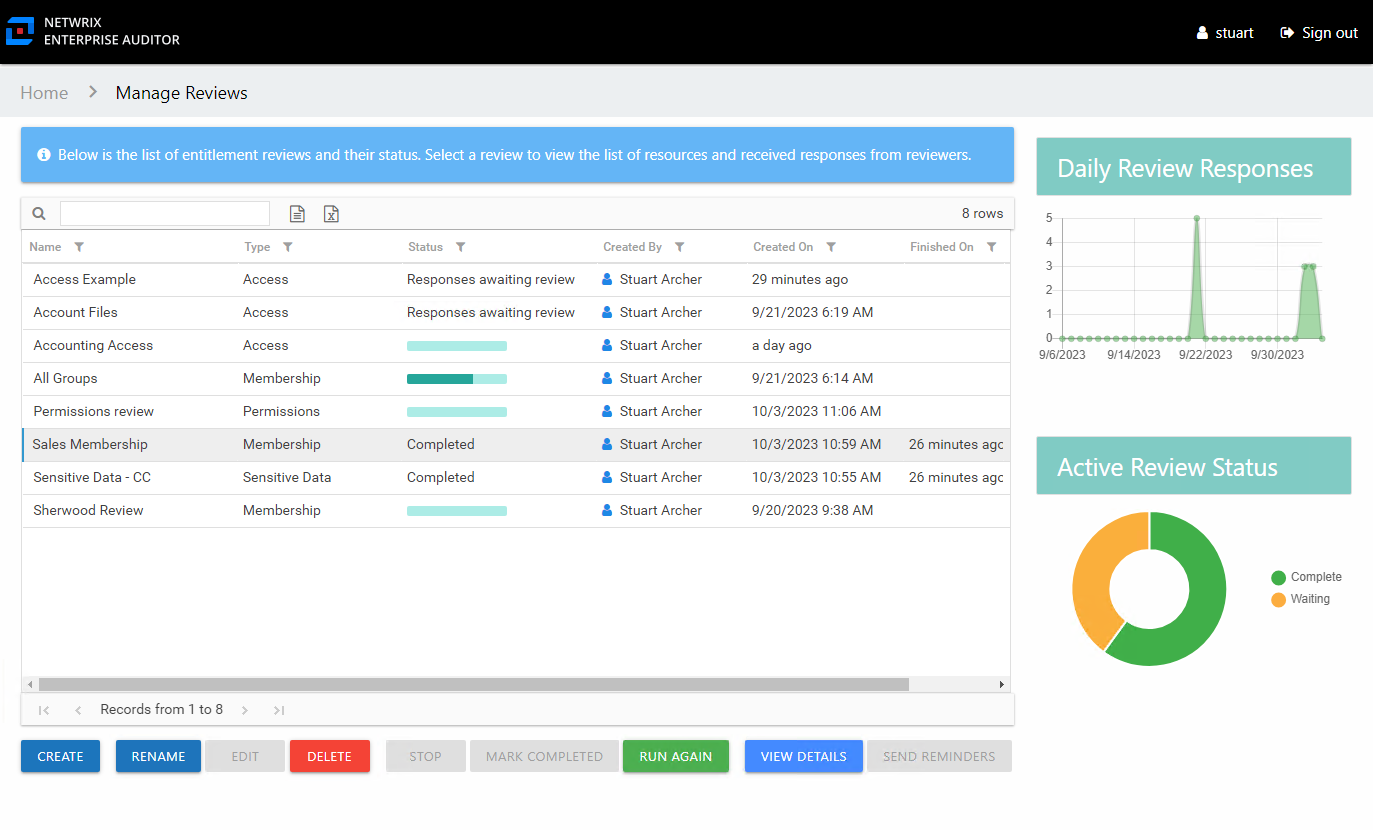 NETWRIX
ENTERPRISE AUDITOR
stuart Sign out
Home Manage Reviews
Below is the list of entitlement reviews and their status. Select a review to view the list of resources and received responses from reviewers.
8 rows
Name Type Status Created By Created On Finished On
Access Example Access Responses awaiting review Stuart Archer 29 minutes ago
Account Files Access Responses awaiting review Stuart Archer 9/21/2023 6:19 AM
Accounting Access Access Stuart Archer a day ago
All Groups Membership Stuart Archer 9/21/2023 6:14 AM
Permissions review Permissions Stuart Archer 10/3/2023 11:06 AM
Sales Membership Membership Completed Stuart Archer 10/3/2023 10:59 AM 26 minutes ago
Sensitive Data - CC Sensitive Data Completed Stuart Archer 10/3/2023 10:55 AM 26 minutes ago
Sherwood Review Membership Stuart Archer 9/20/2023 9:38 AM
Records from 1 to 8
CREATE RENAME EDIT DELETE STOP MARK COMPLETED RUN AGAIN VIEW DETAILS SEND REMINDERS
Daily Review Responses
5
4
3
2
1
0
9/6/2023 9/14/2023 9/22/2023 9/30/2023
Active Review Status
Complete
Waiting